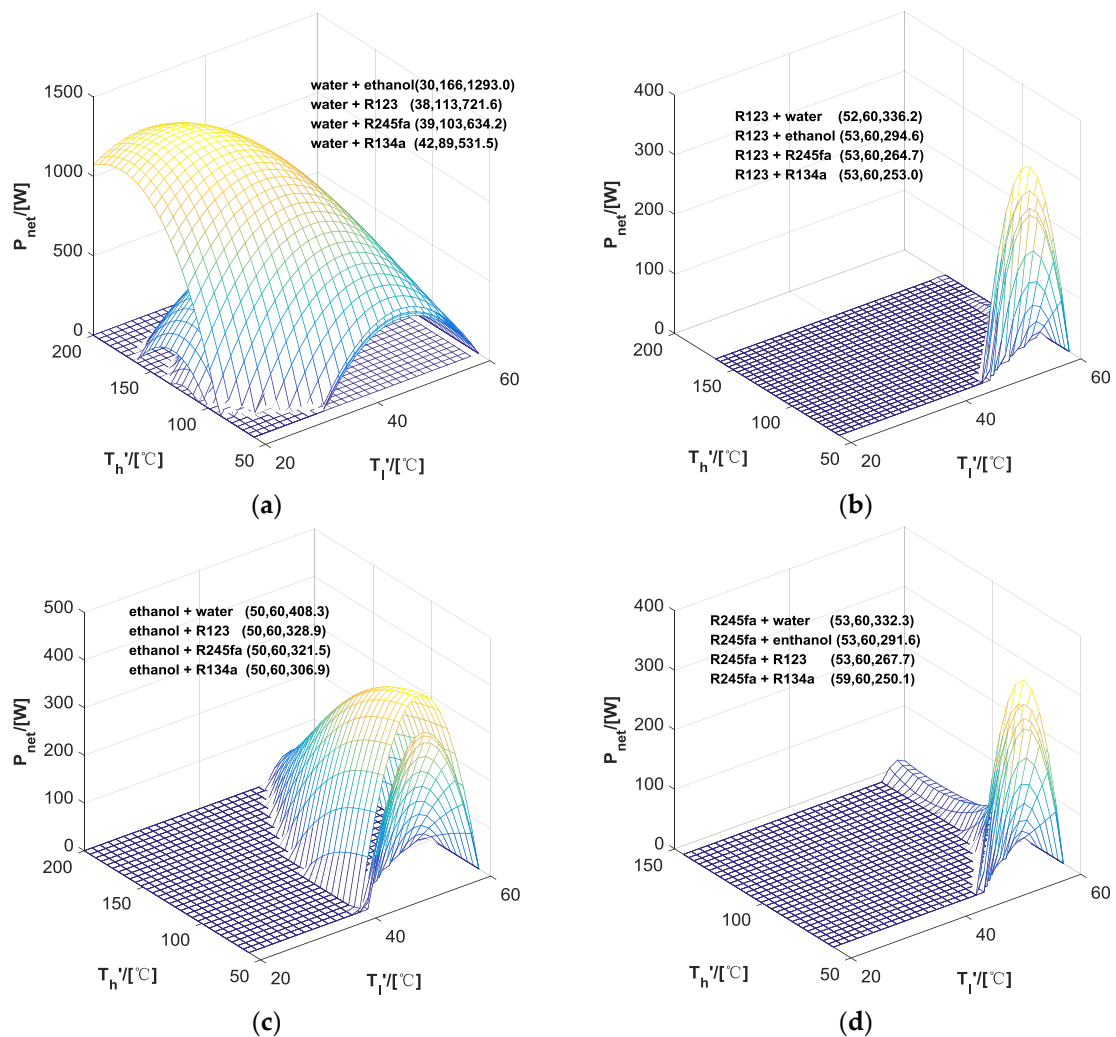 water + ethanol(30,166,1293.0)
water + R123 (38,113,721.6)
water + R245fa (39,103,634.2)
water + R134a (42,89,531.5)
1500
1000
500
0
P_net/[W]
200
150
100
50
T_h'/[℃]
20
40
60
T_l'/[℃]
(a)
R123 + water (52,60,336.2)
R123 + ethanol (53,60,294.6)
R123 + R245fa (53,60,264.7)
R123 + R134a (53,60,253.0)
400
300
200
100
0
P_net/[W]
200
150
100
50
T_h'/[℃]
20
40
60
T_l'/[℃]
(b)
ethanol + water (50,60,408.3)
ethanol + R123 (50,60,328.9)
ethanol + R245fa (50,60,321.5)
ethanol + R134a (50,60,306.9)
500
400
300
200
100
0
P_net/[W]
200
150
100
50
T_h'/[℃]
20
40
60
T_l'/[℃]
(c)
R245fa + water (53,60,332.3)
R245fa + enthanol (53,60,291.6)
R245fa + R123 (53,60,267.7)
R245fa + R134a (59,60,250.1)
400
300
200
100
0
P_net/[W]
150
100
50
T_h'/[℃]
20
40
60
T_l'/[℃]
(d)